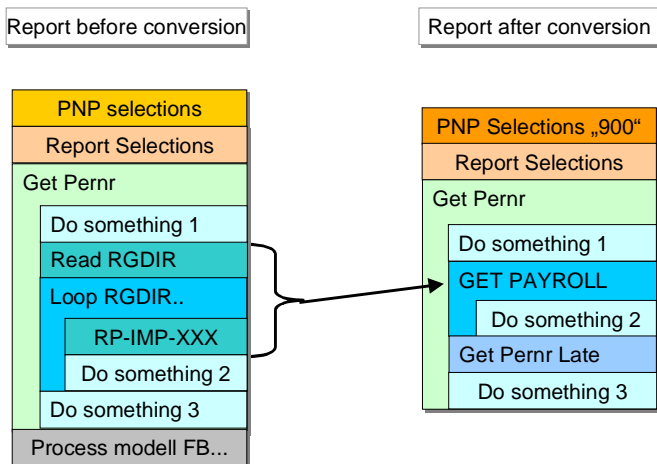 Report before conversion
Report after conversion
PNP selections
Report Selections
Get Pernr
Do something 1
Read RGDIR
Loop RGDIR..
RP-IMP-XXX
Do something 2
Do something 3
Process modell FB...
PNP Selections „900“
Report Selections
Get Pernr
Do something 1
GET PAYROLL
Do something 2
Get Pernr Late
Do something 3